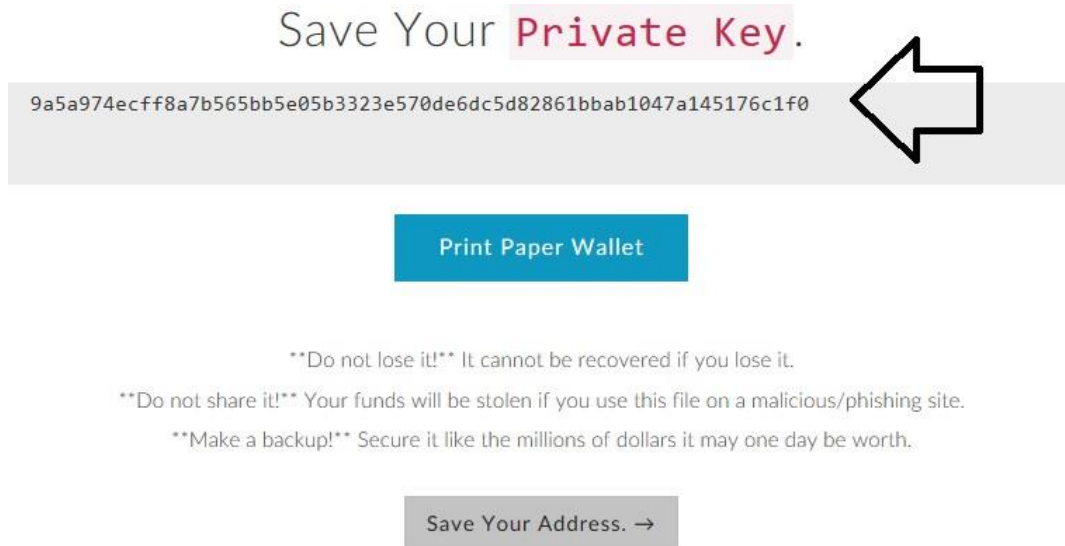 Save Your Private Key.
9a5a974ecff8a7b565bb5e05b3323e570de6dc5d82861bbab1047a145176c1f0
Print Paper Wallet
**Do not lose it!** It cannot be recovered if you lose it.
**Do not share it!** Your funds will be stolen if you use this file on a malicious/phishing site.
**Make a backup!** Secure it like the millions of dollars it may one day be worth.
Save Your Address. →